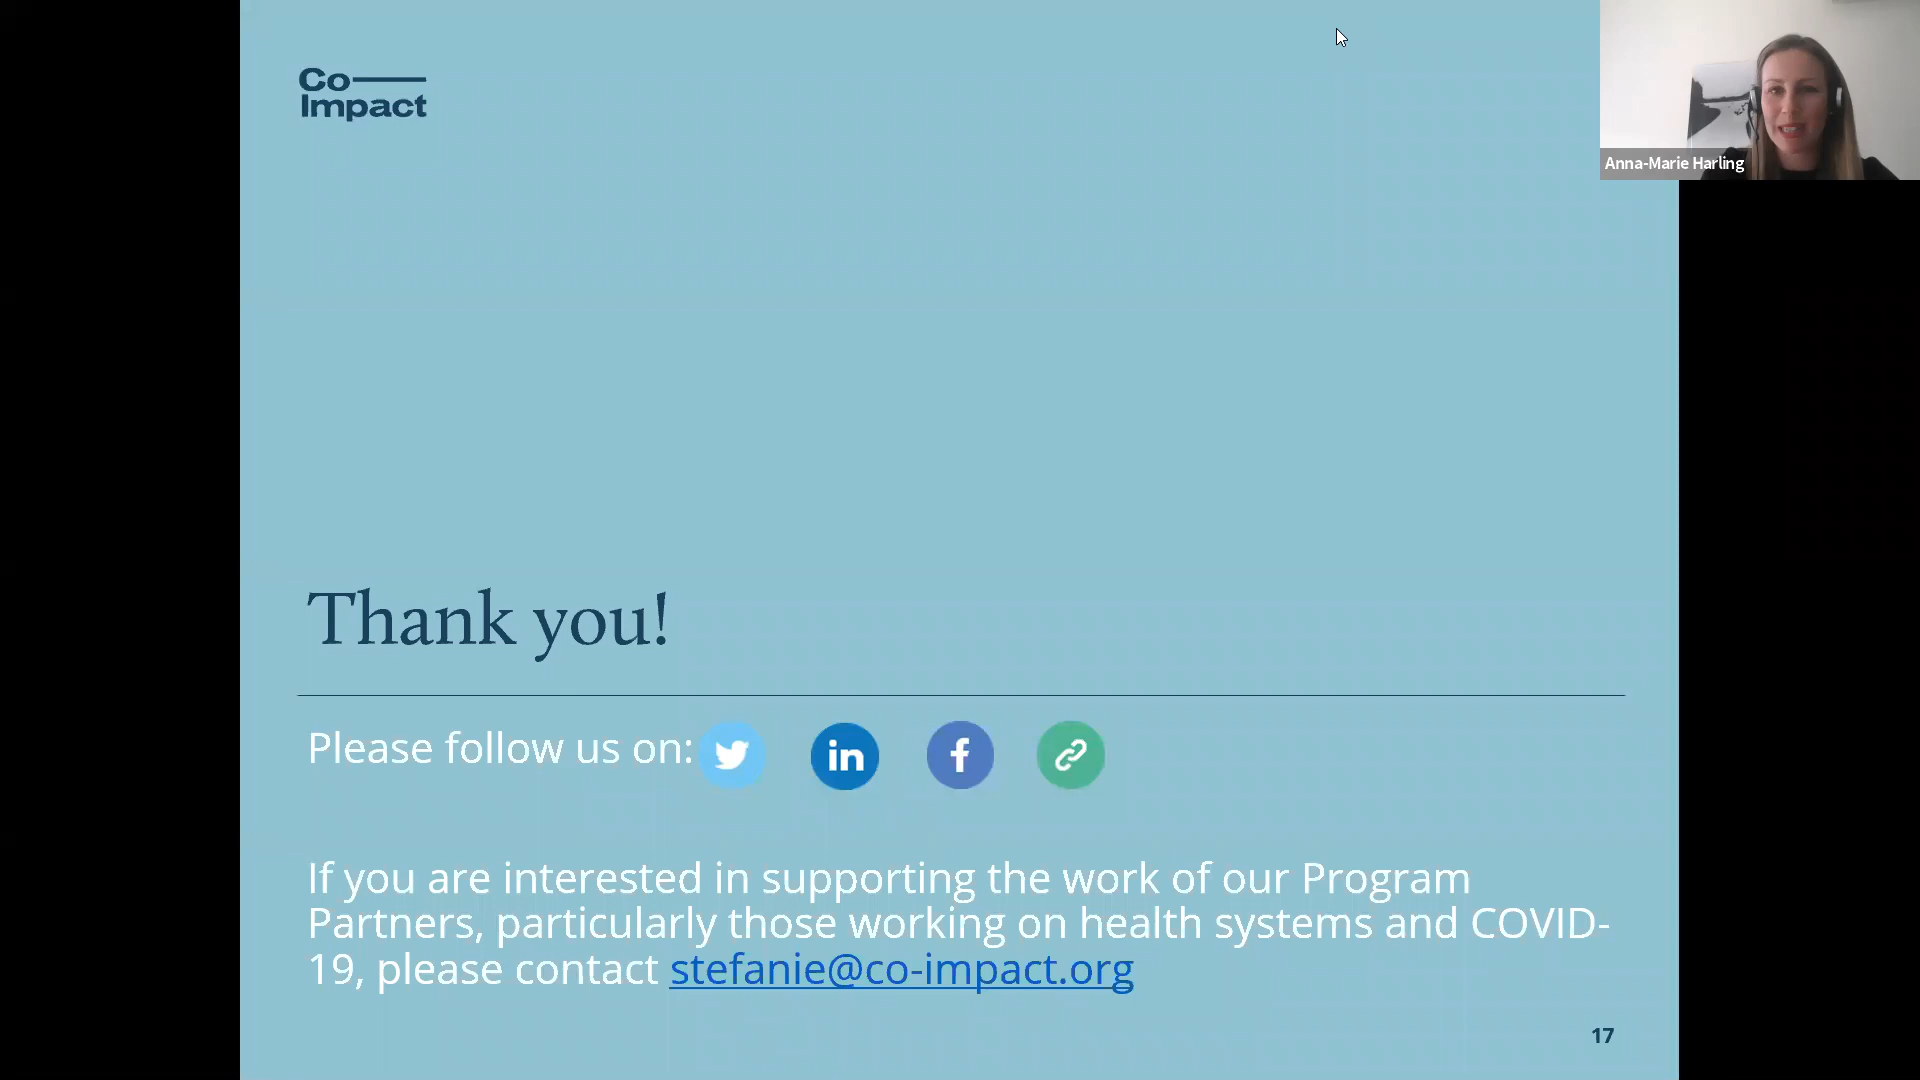 Co
Impact
Anna-Marie Harling
Thank you!
Please follow us on:
in
f
If you are interested in supporting the work of our Program
Partners, particularly those working on health systems and COVID-
19, please contact stefanie@co-impact.org
17